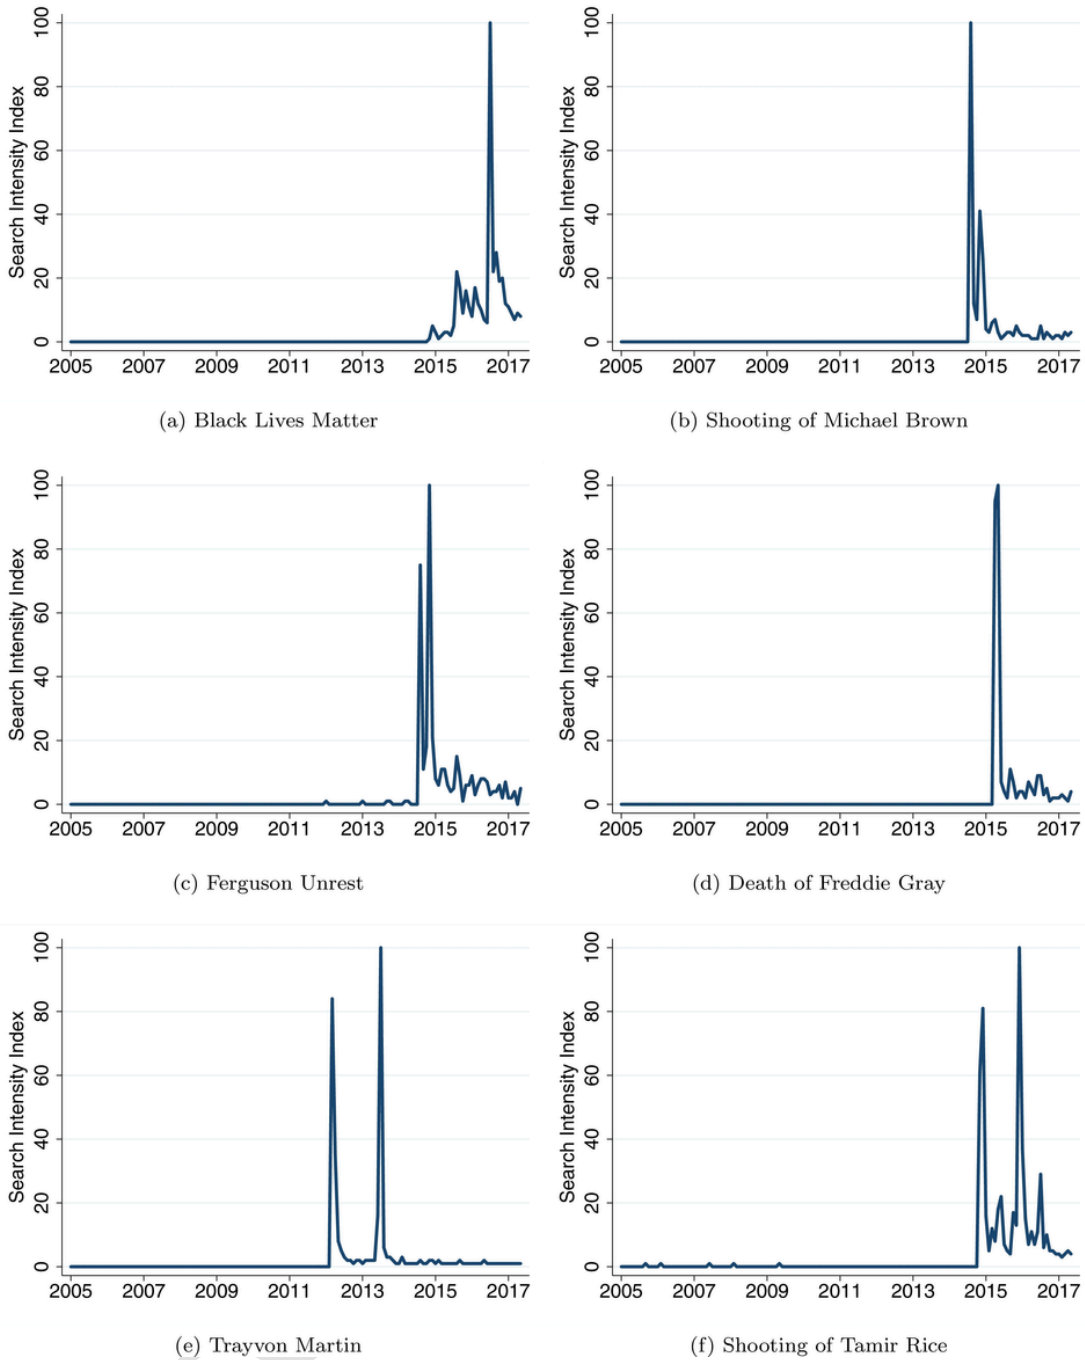 Search Intensity Index
100
80
60
40
20
0
2005 2007 2009 2011 2013 2015 2017
(a) Black Lives Matter
Search Intensity Index
100
80
60
40
20
0
2005 2007 2009 2011 2013 2015 2017
(b) Shooting of Michael Brown
Search Intensity Index
100
80
60
40
20
0
2005 2007 2009 2011 2013 2015 2017
(c) Ferguson Unrest
Search Intensity Index
100
80
60
40
20
0
2005 2007 2009 2011 2013 2015 2017
(d) Death of Freddie Gray
Search Intensity Index
100
80
60
40
20
0
2005 2007 2009 2011 2013 2015 2017
(e) Trayvon Martin
Search Intensity Index
100
80
60
40
20
0
2005 2007 2009 2011 2013 2015 2017
(f) Shooting of Tamir Rice